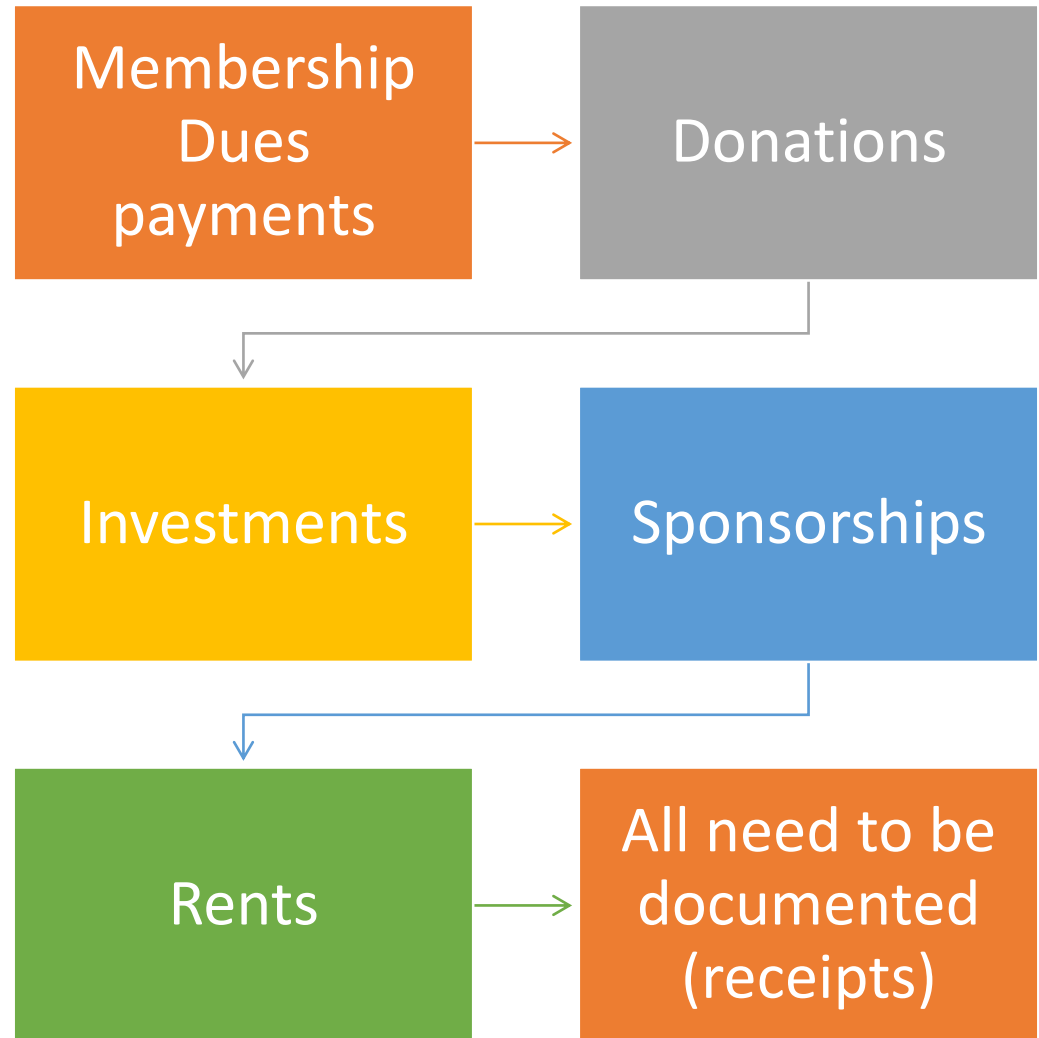 Membership
Dues
payments
Donations
Investments
Sponsorships
Rents
All need to be
documented
(receipts)